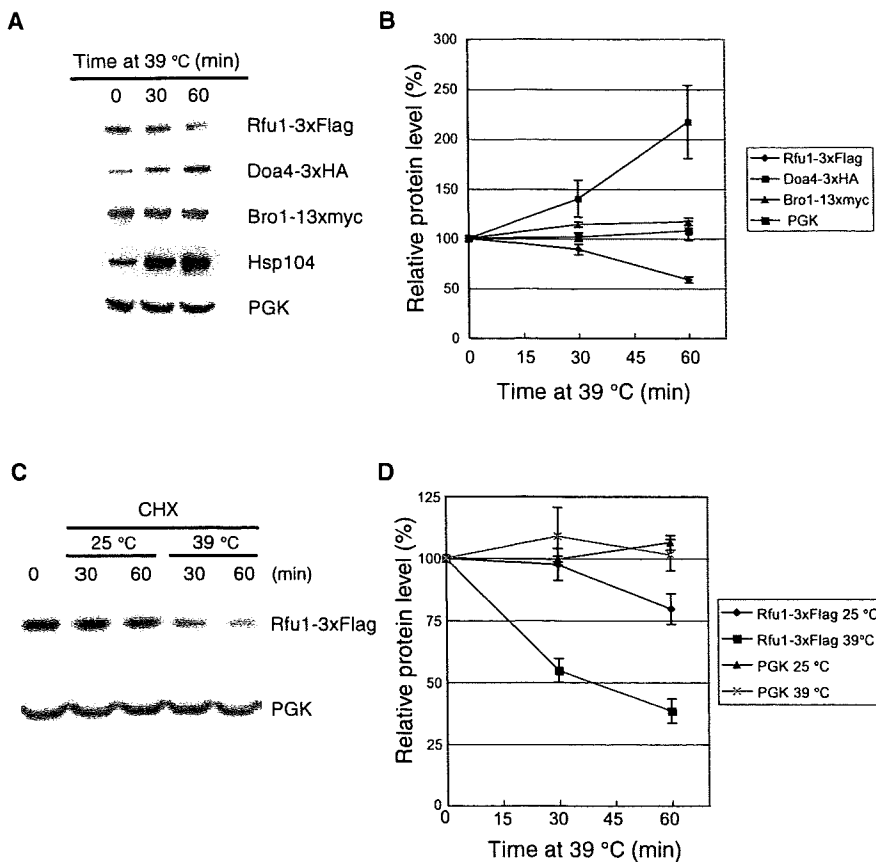 A
Time at 39 °C (min)
0 30 60
Rfu1-3xFlag
Doa4-3xHA
Bro1-13xmyc
Hsp104
PGK
B
Relative protein level (%)
300
250
200
150
100
50
0
0 15 30 45 60
Time at 39 °C (min)
Rfu1-3xFlag
Doa4-3xHA
Bro1-13xmyc
PGK
C
CHX
25 °C 39 °C
0 30 60 30 60 (min)
Rfu1-3xFlag
PGK
D
Relative protein level (%)
125
100
75
50
25
0
0 15 30 45 60
Time at 39 °C (min)
Rfu1-3xFlag 25 °C
Rfu1-3xFlag 39°C
PGK 25 °C
PGK 39 °C